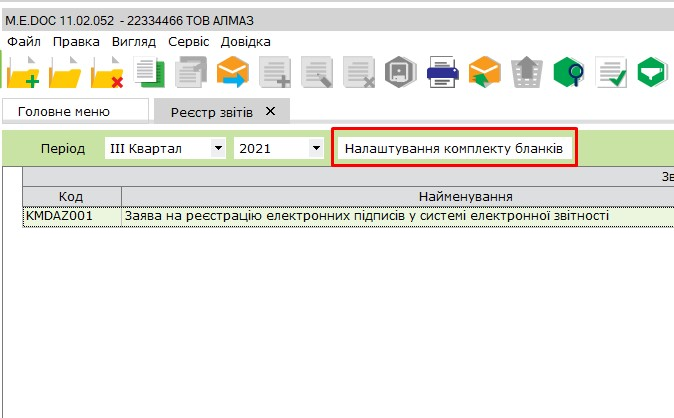 M.E.DOC 11.02.052 - 22334466 ТОВ АЛМАЗ
Файл Правка Вигляд Сервіс Довідка
Головне меню Реєстр звітів
Період III Квартал 2021 Налаштування комплекту бланків
Код Найменування
KMDAZ001 Заява на реєстрацію електронних підписів у системі електронної звітності